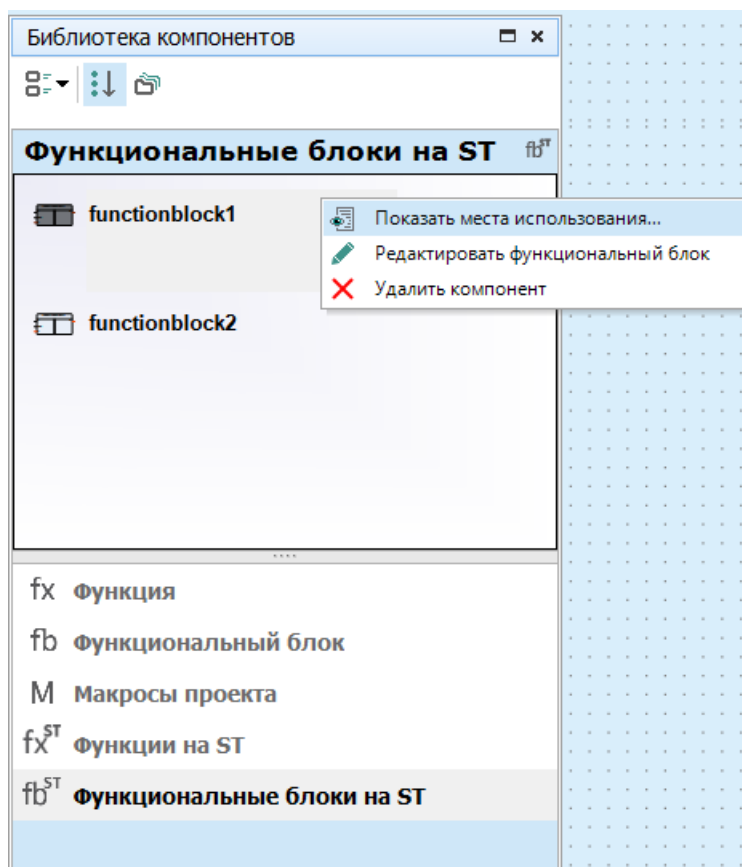 Библиотека компонентов
Функциональные блоки на ST fb ST
functionblock1
Показать места использования...
Редактировать функциональный блок
Удалить компонент
functionblock2
fx Функция
fb Функциональный блок
M Макросы проекта
fx ST Функции на ST
fb ST Функциональные блоки на ST